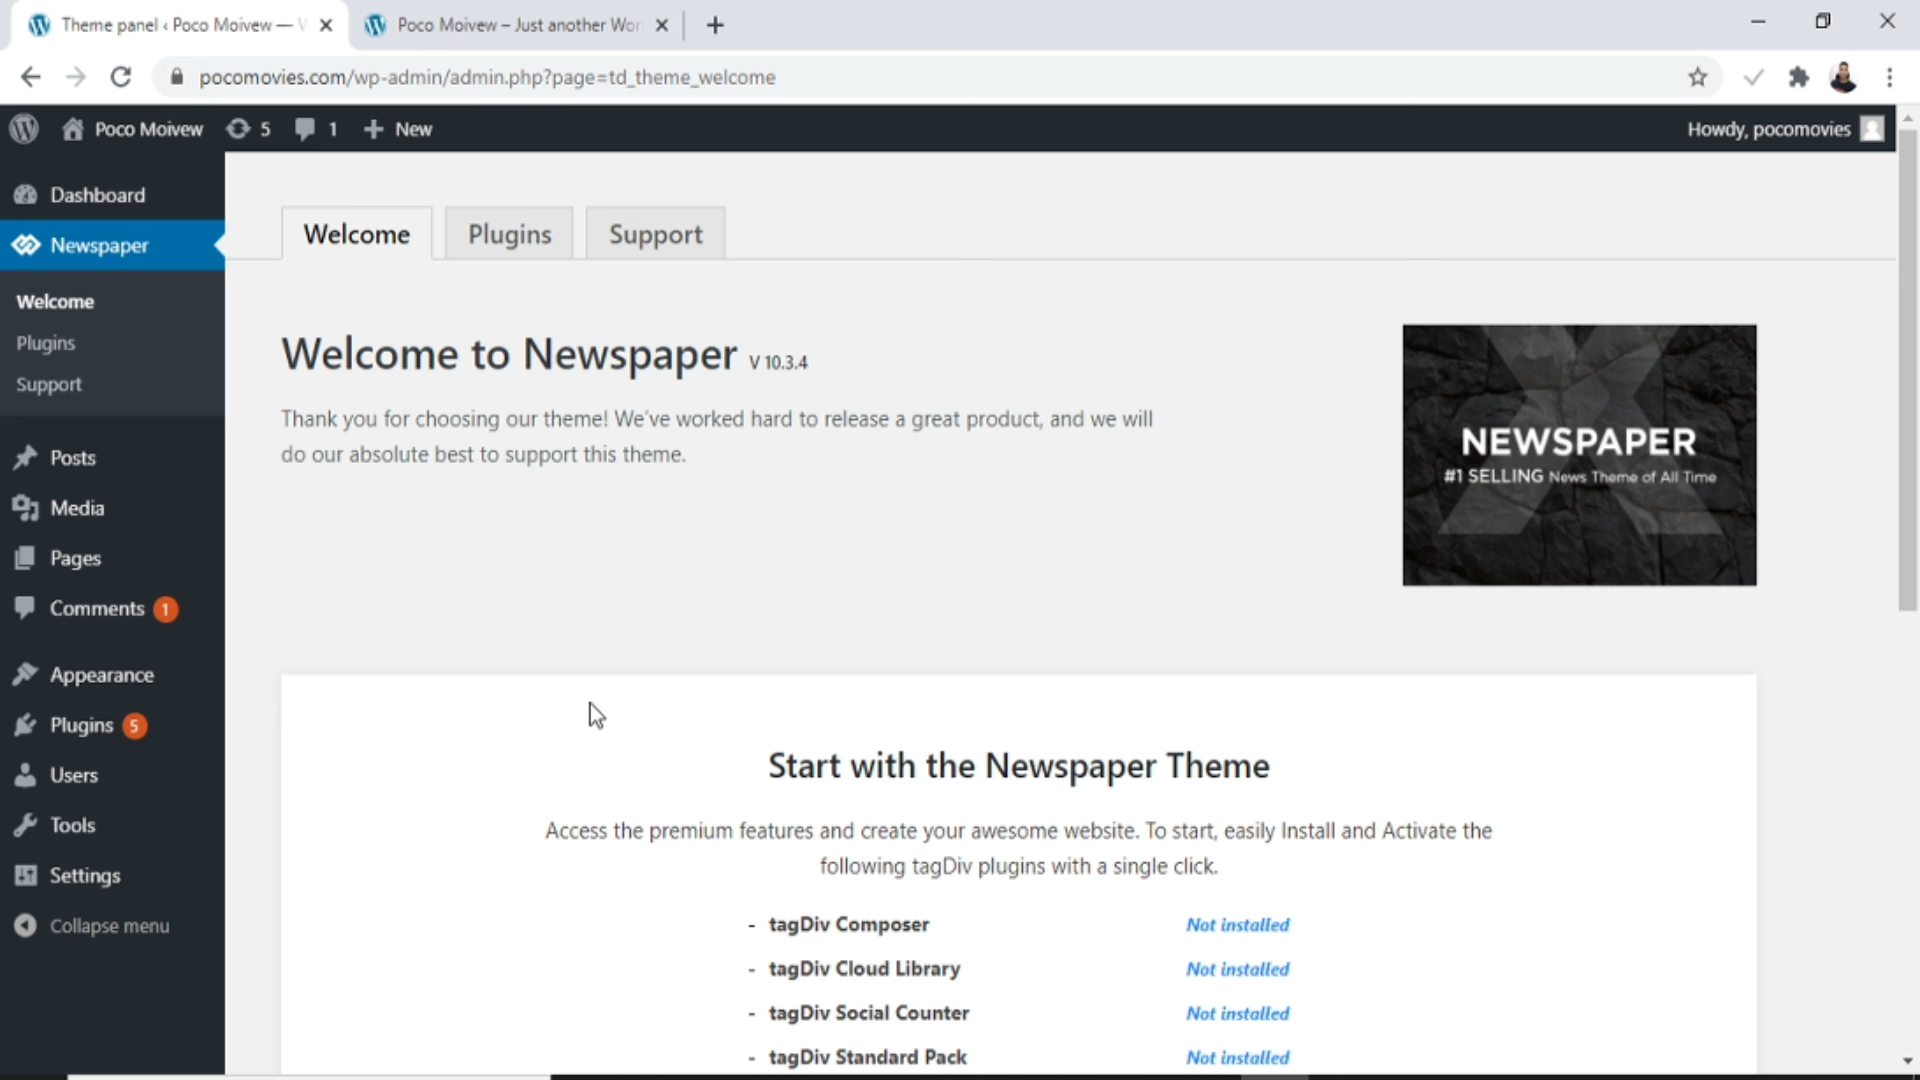 Theme panel ‹ Poco Moivew —
Poco Moivew – Just another Wor
pocomovies.com/wp-admin/admin.php?page=td_theme_welcome
Poco Moivew 5 1 + New
Howdy, pocomovies
Dashboard
Newspaper
Welcome
Plugins
Support
Posts
Media
Pages
Comments 1
Appearance
Plugins 5
Users
Tools
Settings
Collapse menu
Welcome Plugins Support
Welcome to Newspaper V 10.3.4
Thank you for choosing our theme! We've worked hard to release a great product, and we will
do our absolute best to support this theme.
NEWSPAPER
#1 SELLING News Theme of All Time
Start with the Newspaper Theme
Access the premium features and create your awesome website. To start, easily Install and Activate the
following tagDiv plugins with a single click.
- tagDiv Composer Not installed
- tagDiv Cloud Library Not installed
- tagDiv Social Counter Not installed
- tagDiv Standard Pack Not installed